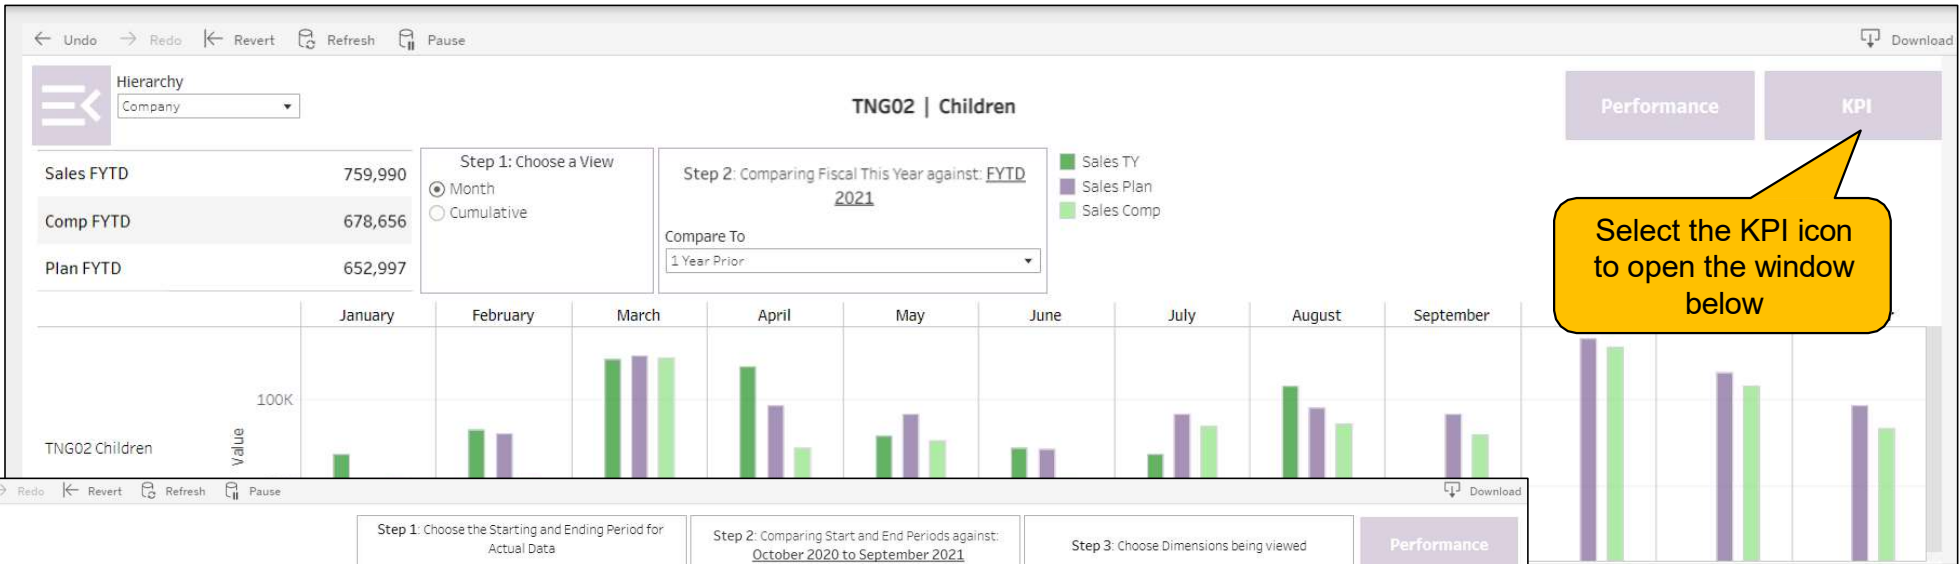 Undo Redo Revert Refresh Pause Download
Hierarchy
Company
TNG02 | Children
Performance KPI
Sales FYTD 759,990
Comp FYTD 678,656
Plan FYTD 652,997
Step 1: Choose a View
Month
Cumulative
Step 2: Comparing Fiscal This Year against: FYTD
2021
Compare To
1 Year Prior
Sales TY
Sales Plan
Sales Comp
Select the KPI icon
to open the window
below
January February March April May June July August September
100K
Value
TNG02 Children
Redo Revert Refresh Pause Download
Step 1: Choose the Starting and Ending Period for
Actual Data
Step 2: Comparing Start and End Periods against:
October 2020 to September 2021
Step 3: Choose Dimensions being viewed
Performance